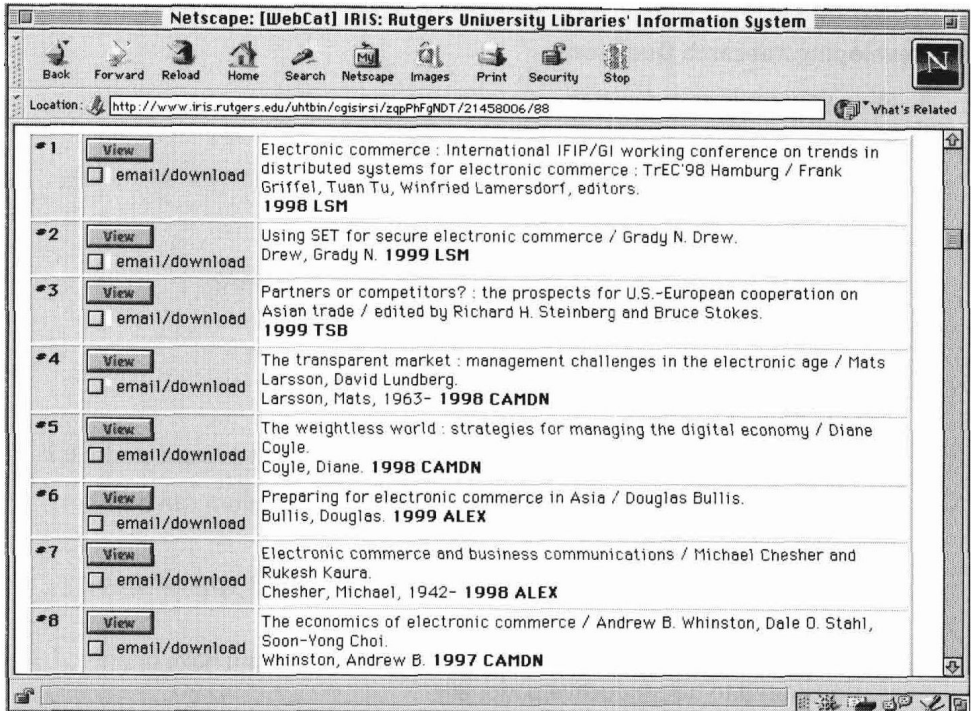 Netscape: [WebCat] IRIS: Rutgers University Libraries' Information System
Back Forward Reload Home Search Netscape Images Print Security Stop
My
N
Location: http://www.iris.rutgers.edu/uhtbin/cgisirsi/zqpPhFgNDT/21458006/88 What's Related
#1 View
email/download
Electronic commerce : International IFIP/GI working conference on trends in
distributed systems for electronic commerce : TrEC'98 Hamburg / Frank
Griffel, Tuan Tu, Winfried Lamersdorf, editors.
1998 LSM
#2 View
email/download
Using SET for secure electronic commerce / Grady N. Drew.
Drew, Grady N. 1999 LSM
#3 View
email/download
Partners or competitors? : the prospects for U.S.-European cooperation on
Asian trade / edited by Richard H. Steinberg and Bruce Stokes.
1999 TSB
#4 View
email/download
The transparent market : management challenges in the electronic age / Mats
Larsson, David Lundberg.
Larsson, Mats, 1963- 1998 CAMDN
#5 View
email/download
The weightless world : strategies for managing the digital economy / Diane
Coyle.
Coyle, Diane. 1998 CAMDN
#6 View
email/download
Preparing for electronic commerce in Asia / Douglas Bullis.
Bullis, Douglas. 1999 ALEX
#7 View
email/download
Electronic commerce and business communications / Michael Chesher and
Rukesh Kaura.
Chesher, Michael, 1942- 1998 ALEX
#8 View
email/download
The economics of electronic commerce / Andrew B. Whinston, Dale O. Stahl,
Soon-Yong Choi.
Whinston, Andrew B. 1997 CAMDN